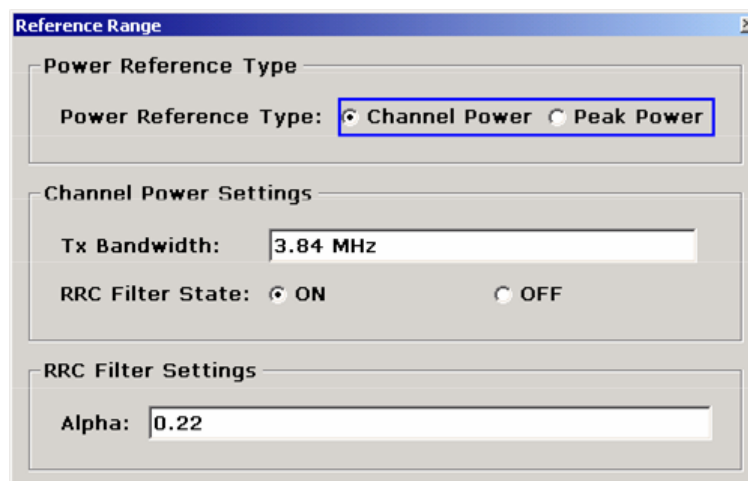 Reference Range
Power Reference Type
Power Reference Type: Channel Power Peak Power
Channel Power Settings
Tx Bandwidth: 3.84 MHz
RRC Filter State: ON OFF
RRC Filter Settings
Alpha: 0.22